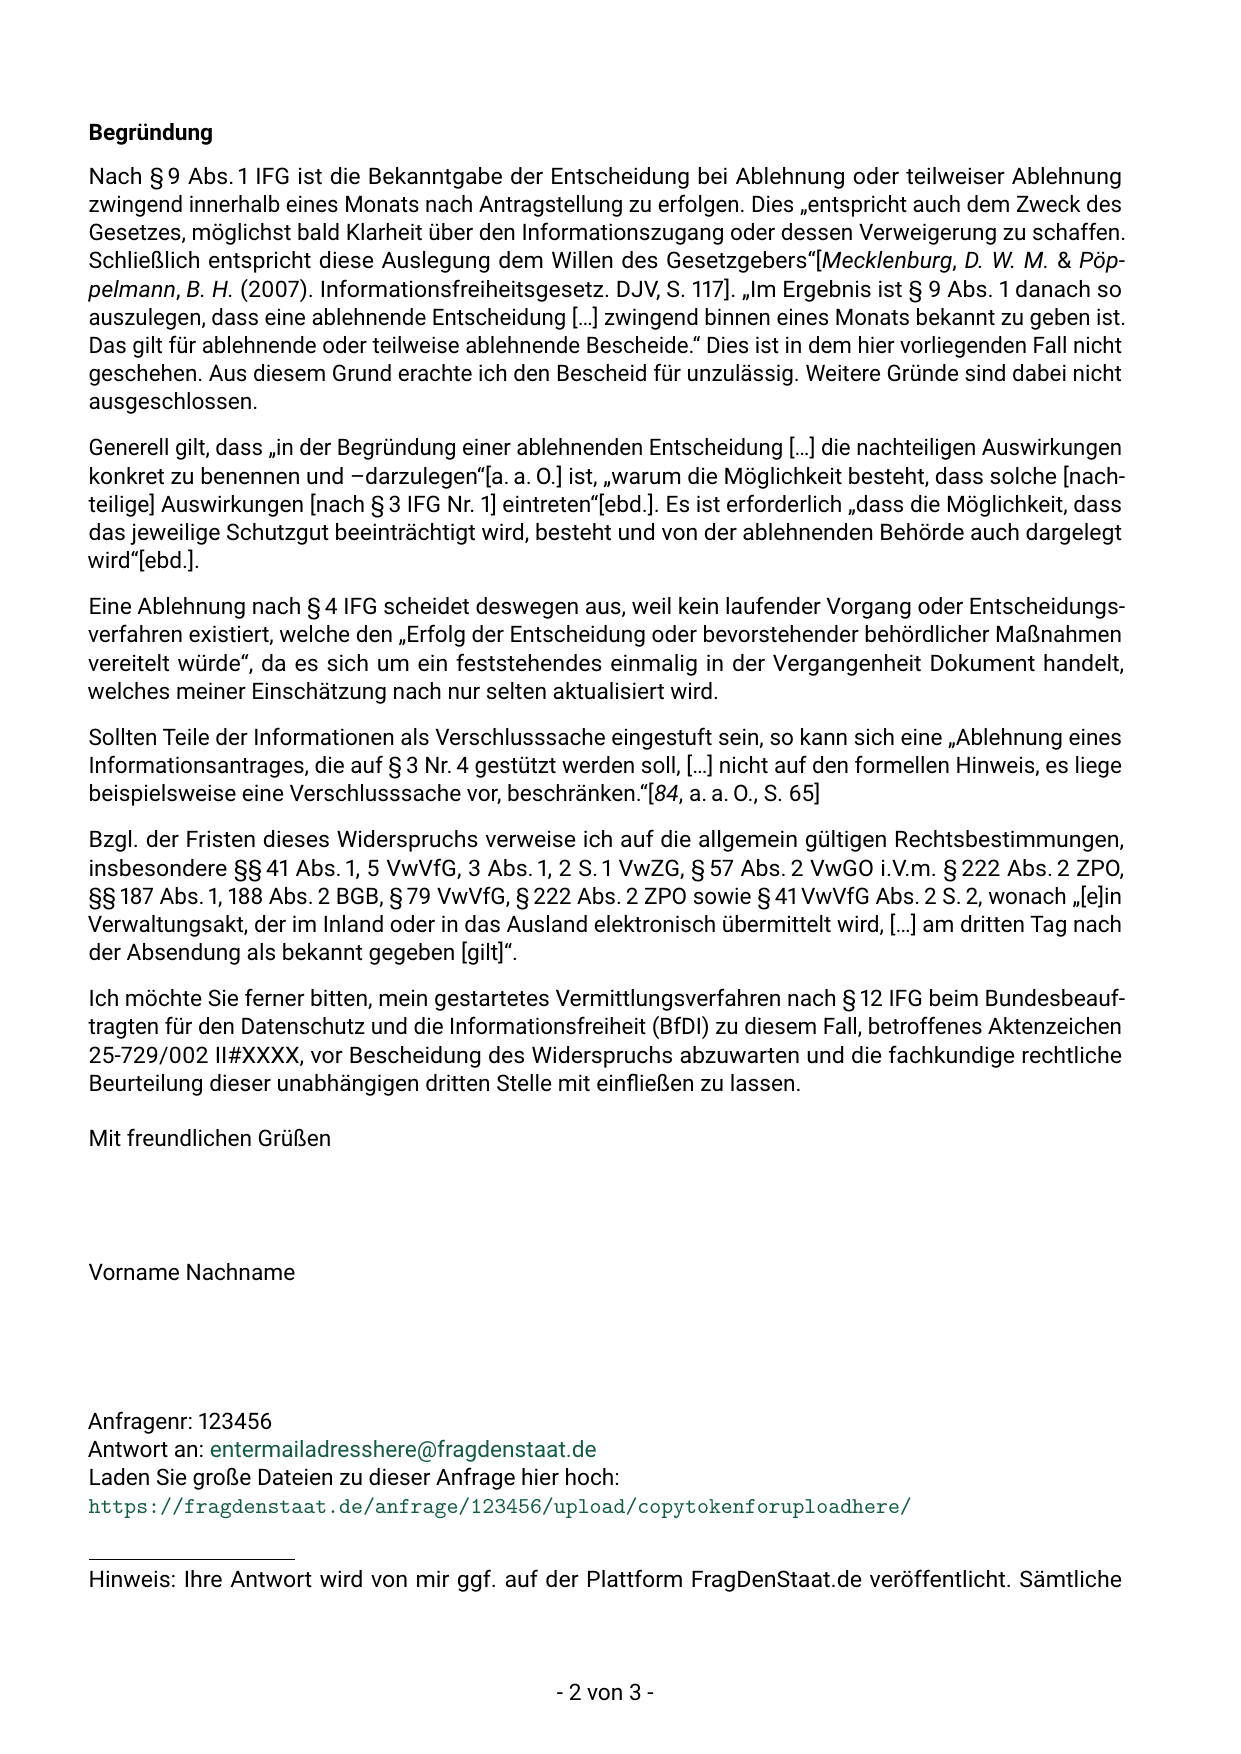 Begründung
Nach § 9 Abs. 1 IFG ist die Bekanntgabe der Entscheidung bei Ablehnung oder teilweiser Ablehnung
zwingend innerhalb eines Monats nach Antragstellung zu erfolgen. Dies „entspricht auch dem Zweck des
Gesetzes, möglichst bald Klarheit über den Informationszugang oder dessen Verweigerung zu schaffen.
Schließlich entspricht diese Auslegung dem Willen des Gesetzgebers“[Mecklenburg, D. W. M. & Pöp-
pelmann, B. H. (2007). Informationsfreiheitsgesetz. DJV, S. 117]. „Im Ergebnis ist § 9 Abs. 1 danach so
auszulegen, dass eine ablehnende Entscheidung […] zwingend binnen eines Monats bekannt zu geben ist.
Das gilt für ablehnende oder teilweise ablehnende Bescheide.“ Dies ist in dem hier vorliegenden Fall nicht
geschehen. Aus diesem Grund erachte ich den Bescheid für unzulässig. Weitere Gründe sind dabei nicht
ausgeschlossen.
Generell gilt, dass „in der Begründung einer ablehnenden Entscheidung […] die nachteiligen Auswirkungen
konkret zu benennen und –darzulegen“[a. a. O.] ist, „warum die Möglichkeit besteht, dass solche [nach-
teilige] Auswirkungen [nach § 3 IFG Nr. 1] eintreten“[ebd.]. Es ist erforderlich „dass die Möglichkeit, dass
das jeweilige Schutzgut beeinträchtigt wird, besteht und von der ablehnenden Behörde auch dargelegt
wird“[ebd.].
Eine Ablehnung nach § 4 IFG scheidet deswegen aus, weil kein laufender Vorgang oder Entscheidungs-
verfahren existiert, welche den „Erfolg der Entscheidung oder bevorstehender behördlicher Maßnahmen
vereitelt würde“, da es sich um ein feststehendes einmalig in der Vergangenheit Dokument handelt,
welches meiner Einschätzung nach nur selten aktualisiert wird.
Sollten Teile der Informationen als Verschlusssache eingestuft sein, so kann sich eine „Ablehnung eines
Informationsantrages, die auf § 3 Nr. 4 gestützt werden soll, […] nicht auf den formellen Hinweis, es liege
beispielsweise eine Verschlusssache vor, beschränken.“[84, a. a. O., S. 65]
Bzgl. der Fristen dieses Widerspruchs verweise ich auf die allgemein gültigen Rechtsbestimmungen,
insbesondere §§ 41 Abs. 1, 5 VwVfG, 3 Abs. 1, 2 S. 1 VwZG, § 57 Abs. 2 VwGO i.V.m. § 222 Abs. 2 ZPO,
§§ 187 Abs. 1, 188 Abs. 2 BGB, § 79 VwVfG, § 222 Abs. 2 ZPO sowie § 41 VwVfG Abs. 2 S. 2, wonach „[e]in
Verwaltungsakt, der im Inland oder in das Ausland elektronisch übermittelt wird, […] am dritten Tag nach
der Absendung als bekannt gegeben [gilt]“.
Ich möchte Sie ferner bitten, mein gestartetes Vermittlungsverfahren nach § 12 IFG beim Bundesbeauf-
tragten für den Datenschutz und die Informationsfreiheit (BfDI) zu diesem Fall, betroffenes Aktenzeichen
25-729/002 II#XXXX, vor Bescheidung des Widerspruchs abzuwarten und die fachkundige rechtliche
Beurteilung dieser unabhängigen dritten Stelle mit einfließen zu lassen.
Mit freundlichen Grüßen
Vorname Nachname
Anfragenr: 123456
Antwort an: entermailadresshere@fragdenstaat.de
Laden Sie große Dateien zu dieser Anfrage hier hoch:
https://fragdenstaat.de/anfrage/123456/upload/copytokenforuploadhere/
Hinweis: Ihre Antwort wird von mir ggf. auf der Plattform FragDenStaat.de veröffentlicht. Sämtliche
- 2 von 3 -